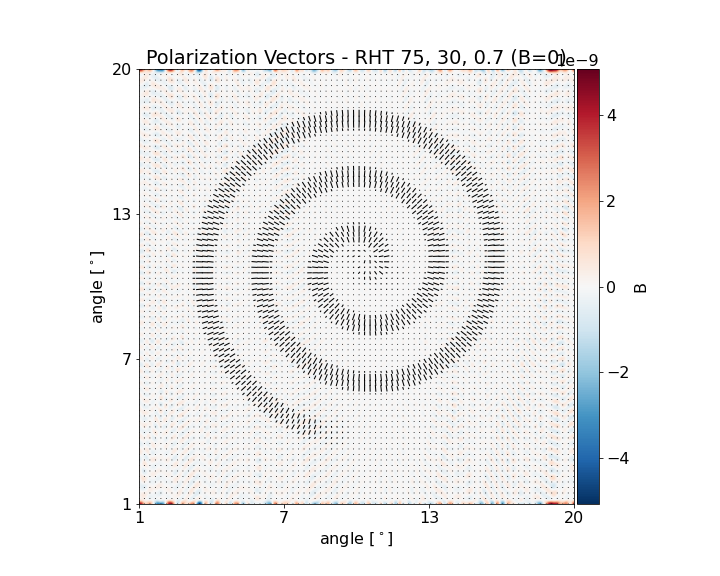 Polarization Vectors - RHT 75, 30, 0.7 (B=0)
1e−9
20
13
7
1
1
7
13
20
angle [°]
angle [°]
4
2
0
−2
−4
B